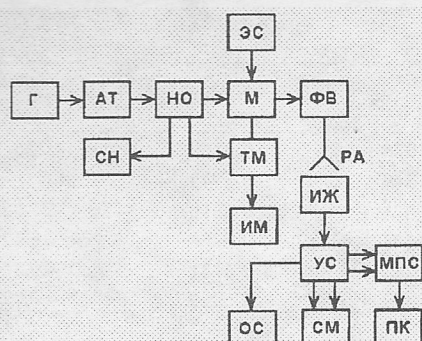 ЭС
Г АТ НО М ФВ
СН ТМ РА
ИЖ
ИМ
УС МПС
ОС СМ ПК